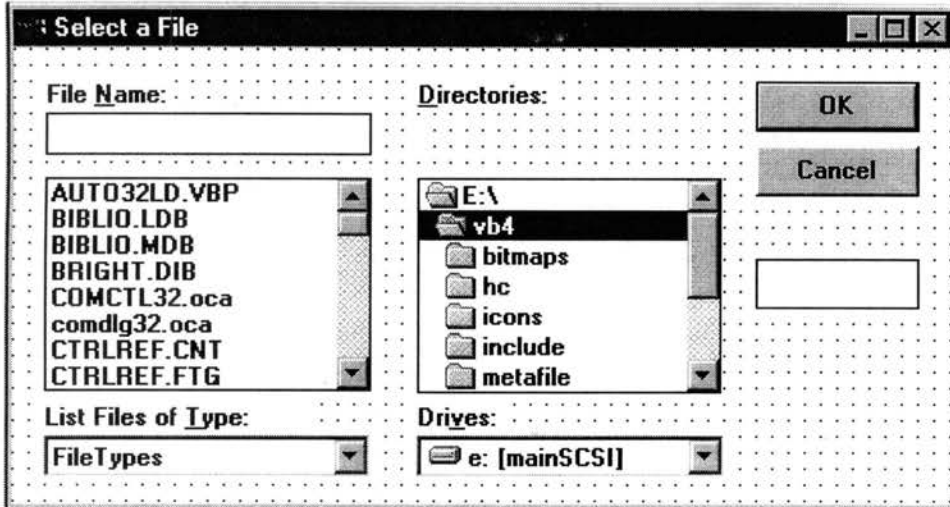 Select a File
File Name:
AUTO32LD.VBP
BIBLIO.LDB
BIBLIO.MDB
BRIGHT.DIB
COMCTL32.oca
comdlg32.oca
CTRLREF.CNT
CTRLREF.FTG
List Files of Type:
FileTypes
Directories:
E:\
vb4
bitmaps
hc
icons
include
metafile
Drives:
e: [mainSCSI]
OK
Cancel